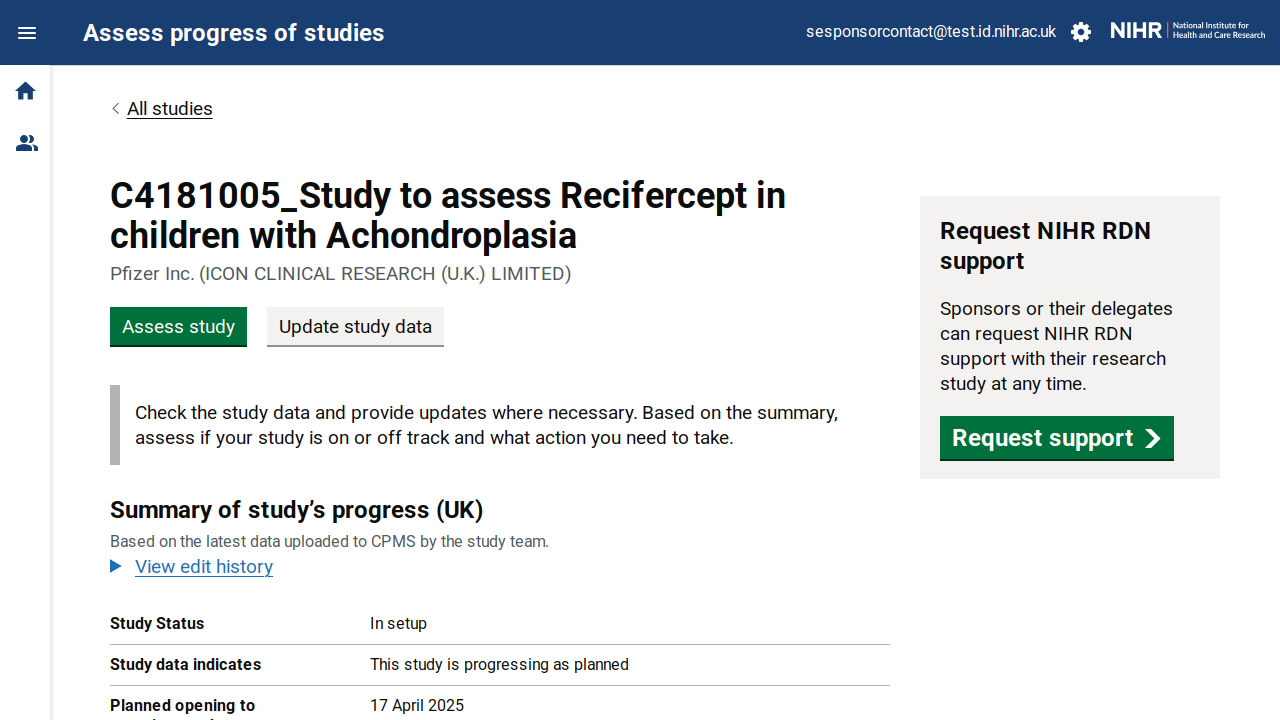 Assess progress of studies
sesponsorcontact@test.id.nihr.ac.uk
NIHR | National Institute for
Health and Care Research
All studies
C4181005_Study to assess Recifercept in
children with Achondroplasia
Pfizer Inc. (ICON CLINICAL RESEARCH (U.K.) LIMITED)
Assess study
Update study data
Check the study data and provide updates where necessary. Based on the summary,
assess if your study is on or off track and what action you need to take.
Summary of study’s progress (UK)
Based on the latest data uploaded to CPMS by the study team.
View edit history
Study Status In setup
Study data indicates This study is progressing as planned
Planned opening to 17 April 2025
Request NIHR RDN
support
Sponsors or their delegates
can request NIHR RDN
support with their research
study at any time.
Request support